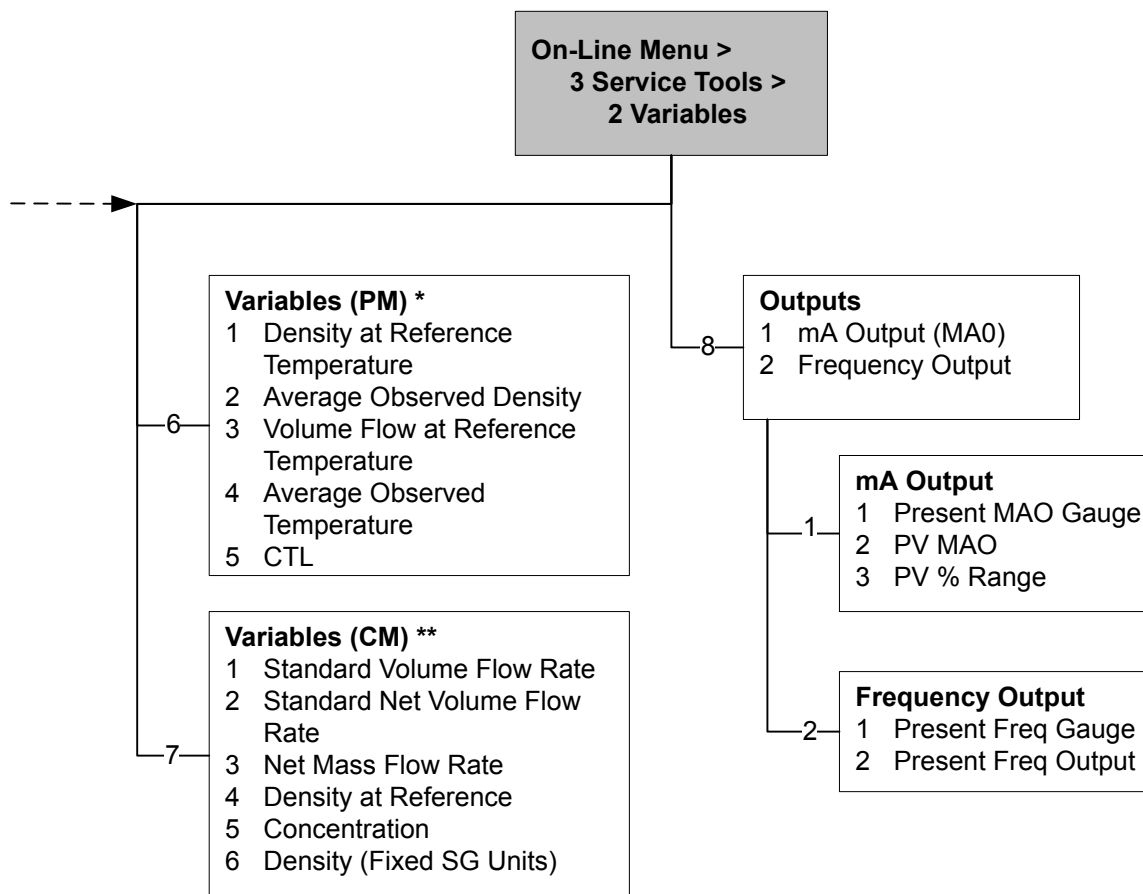 On-Line Menu >
3 Service Tools >
2 Variables
6
Variables (PM) *
1 Density at Reference
Temperature
2 Average Observed Density
3 Volume Flow at Reference
Temperature
4 Average Observed
Temperature
5 CTL
7
Variables (CM) **
1 Standard Volume Flow Rate
2 Standard Net Volume Flow
Rate
3 Net Mass Flow Rate
4 Density at Reference
5 Concentration
6 Density (Fixed SG Units)
8
Outputs
1 mA Output (MA0)
2 Frequency Output
1
mA Output
1 Present MAO Gauge
2 PV MAO
3 PV % Range
2
Frequency Output
1 Present Freq Gauge
2 Present Freq Output